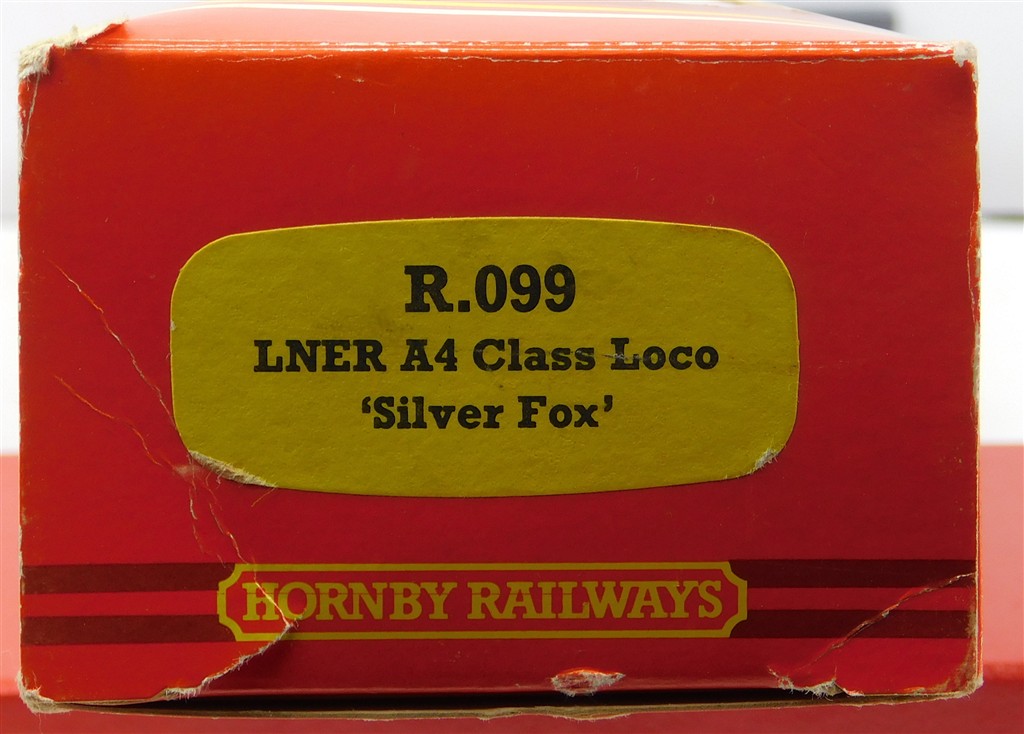 R.099
LNER A4 Class Loco
‘Silver Fox’
HORNBY RAILWAYS